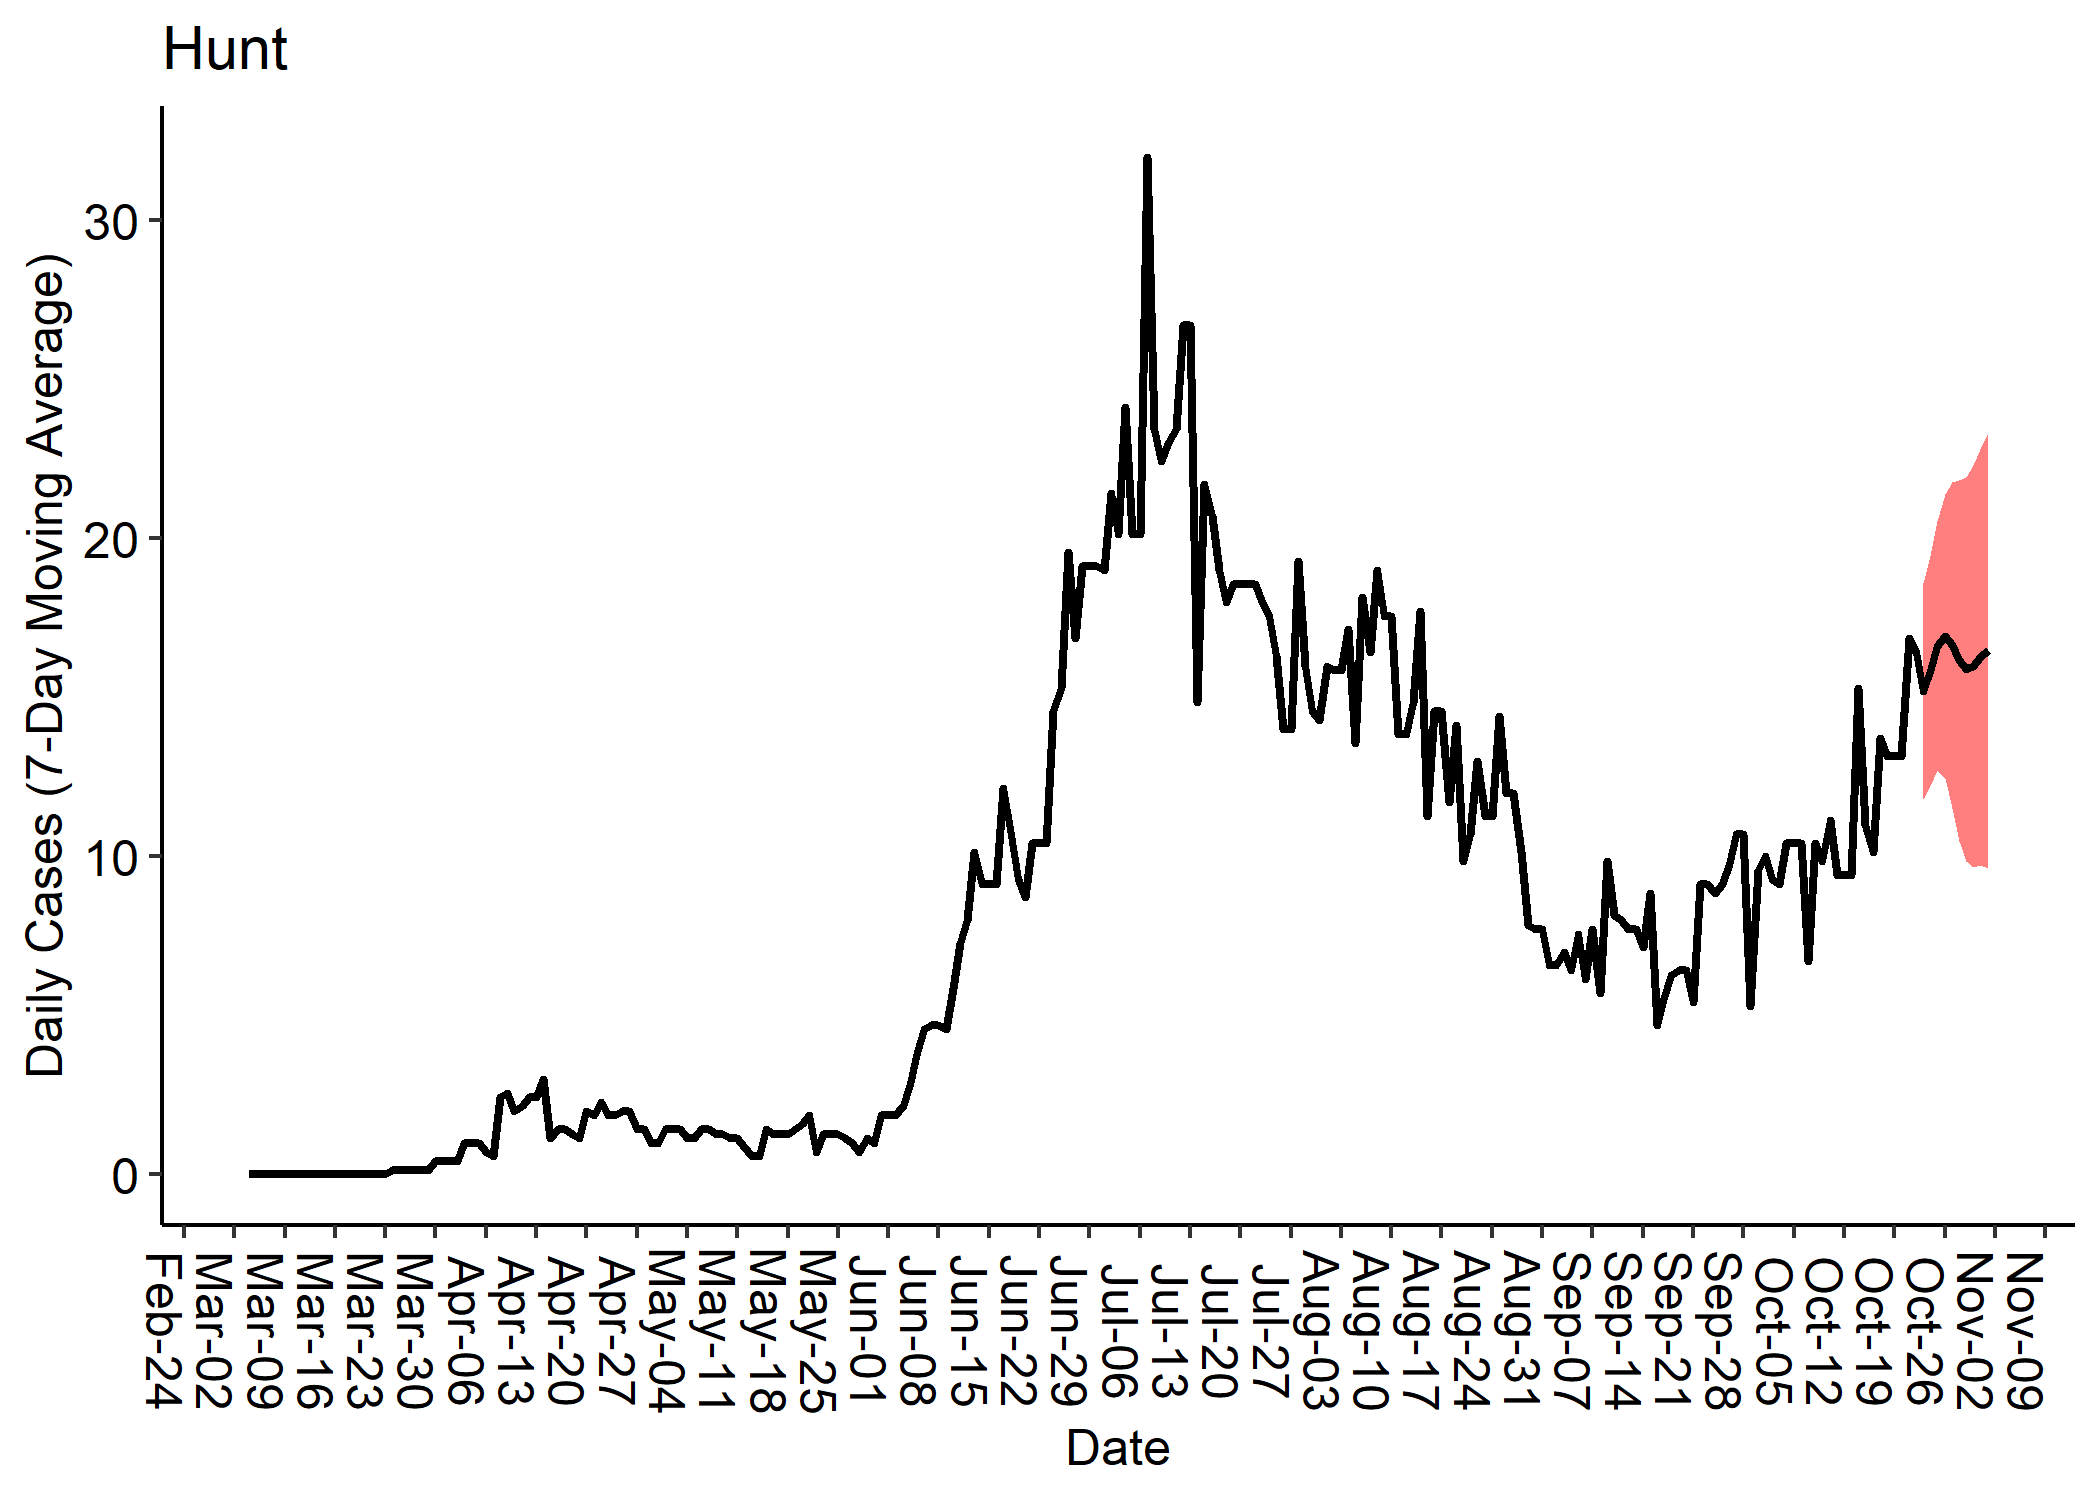 Hunt
Daily Cases (7-Day Moving Average)
30
20
10
0
Feb-24
Mar-02
Mar-09
Mar-16
Mar-23
Mar-30
Apr-06
Apr-13
Apr-20
Apr-27
May-04
May-11
May-18
May-25
Jun-01
Jun-08
Jun-15
Jun-22
Jun-29
Jul-06
Jul-13
Jul-20
Jul-27
Aug-03
Aug-10
Aug-17
Aug-24
Aug-31
Sep-07
Sep-14
Sep-21
Sep-28
Oct-05
Oct-12
Oct-19
Oct-26
Nov-02
Nov-09
Date